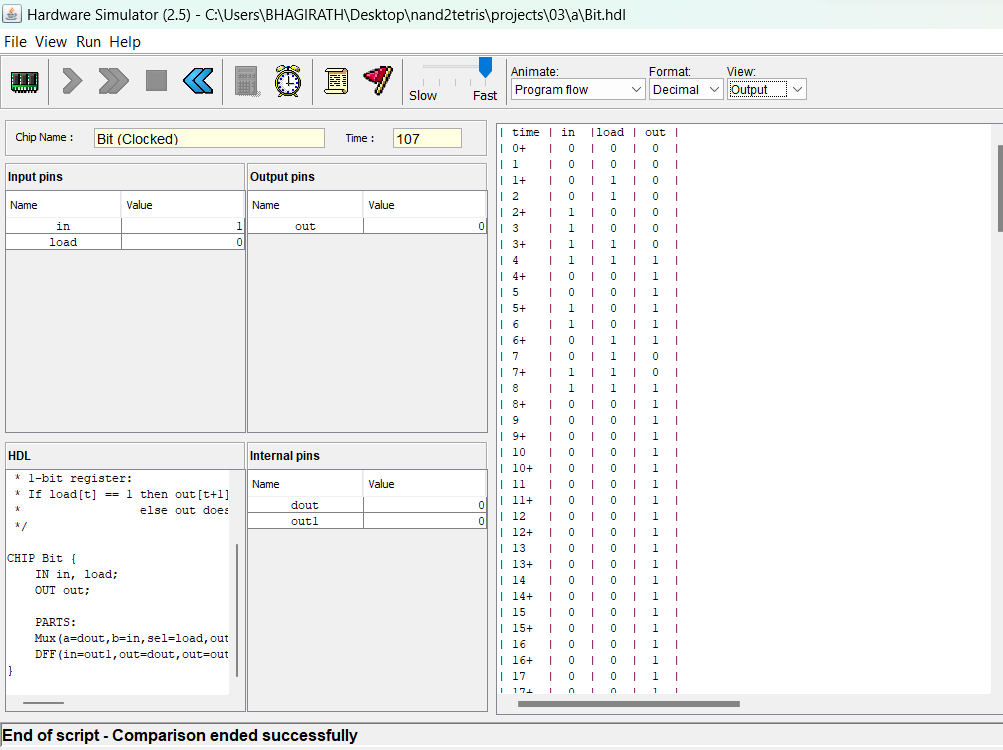 Hardware Simulator (2.5) - C:\Users\BHAGIRATH\Desktop\nand2tetris\projects\03\a\Bit.hdl
File View Run Help
Slow Fast
Animate: Format: View:
Program flow Decimal Output
Chip Name : Bit (Clocked) Time : 107
Input pins
Name Value
in 1
load 0
Output pins
Name Value
out 0
HDL
* 1-bit register:
* If load[t] == 1 then out[t+1]
* else out does
*/
CHIP Bit {
IN in, load;
OUT out;
PARTS:
Mux(a=dout,b=in,sel=load,out
DFF(in=out1,out=dout,out=out
}
Internal pins
Name Value
dout 0
out1 0
| time | in |load | out |
| 0+ | 0 | 0 | 0 |
| 1 | 0 | 0 | 0 |
| 1+ | 0 | 1 | 0 |
| 2 | 0 | 1 | 0 |
| 2+ | 1 | 0 | 0 |
| 3 | 1 | 0 | 0 |
| 3+ | 1 | 1 | 0 |
| 4 | 1 | 1 | 1 |
| 4+ | 0 | 0 | 1 |
| 5 | 0 | 0 | 1 |
| 5+ | 1 | 0 | 1 |
| 6 | 1 | 0 | 1 |
| 6+ | 0 | 1 | 1 |
| 7 | 0 | 1 | 0 |
| 7+ | 1 | 1 | 0 |
| 8 | 1 | 1 | 1 |
| 8+ | 0 | 0 | 1 |
| 9 | 0 | 0 | 1 |
| 9+ | 0 | 0 | 1 |
| 10 | 0 | 0 | 1 |
| 10+ | 0 | 0 | 1 |
| 11 | 0 | 0 | 1 |
| 11+ | 0 | 0 | 1 |
| 12 | 0 | 0 | 1 |
| 12+ | 0 | 0 | 1 |
| 13 | 0 | 0 | 1 |
| 13+ | 0 | 0 | 1 |
| 14 | 0 | 0 | 1 |
| 14+ | 0 | 0 | 1 |
| 15 | 0 | 0 | 1 |
| 15+ | 0 | 0 | 1 |
| 16 | 0 | 0 | 1 |
| 16+ | 0 | 0 | 1 |
| 17 | 0 | 0 | 1 |
| 17+ | 0 | 0 | 1 |
End of script - Comparison ended successfully